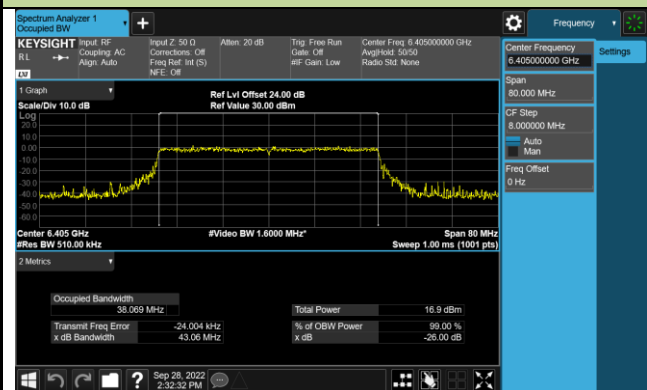 Spectrum Analyzer 1
Occupied BW
Frequency
KEYSIGHT
RL
LXI
Input: RF
Coupling: AC
Align: Auto
Input Z: 50 Ω
Corrections: Off
Freq Ref: Int (S)
NFE: Off
Atten: 20 dB
Trig: Free Run
Gate: Off
#IF Gain: Low
Center Freq: 6.405000000 GHz
Avg|Hold: 50/50
Radio Std: None
Center Frequency
6.405000000 GHz
Settings
Span
80.000 MHz
CF Step
8.000000 MHz
Auto
Man
Freq Offset
0 Hz
1 Graph
Scale/Div 10.0 dB
Ref Lvl Offset 24.00 dB
Ref Value 30.00 dBm
Log
20.0
10.0
0.00
-10.0
-20.0
-30.0
-40.0
-50.0
-60.0
Center 6.405 GHz
#Res BW 510.00 kHz
#Video BW 1.6000 MHz*
Span 80 MHz
Sweep 1.00 ms (1001 pts)
2 Metrics
Occupied Bandwidth
38.069 MHz
Total Power 16.9 dBm
Transmit Freq Error -24.004 kHz
% of OBW Power 99.00 %
x dB Bandwidth 43.06 MHz
x dB -26.00 dB
?
Sep 28, 2022
2:32:32 PM